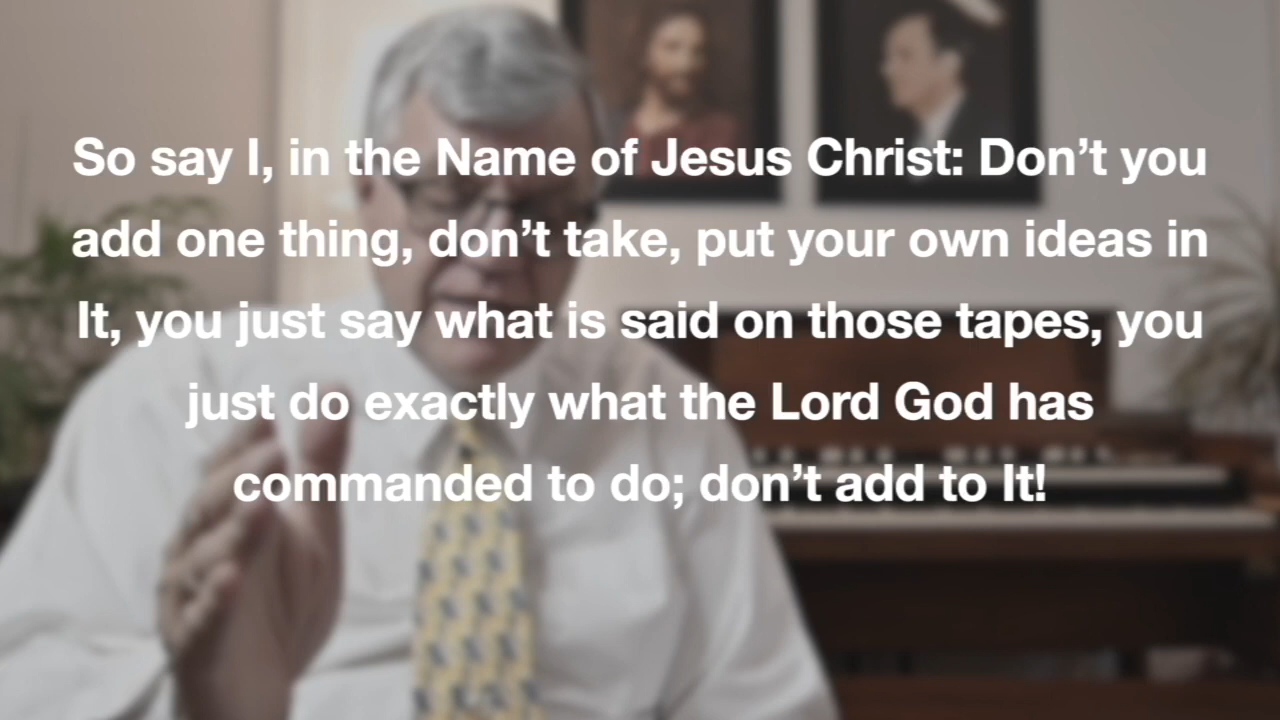 So say I, in the Name of Jesus Christ: Don’t you
add one thing, don’t take, put your own ideas in
It, you just say what is said on those tapes, you
just do exactly what the Lord God has
commanded to do; don’t add to It!